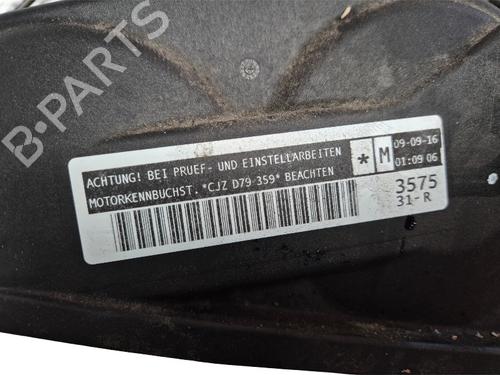 B-PARTS
ACHTUNG! BEI PRUEF- UND EINSTELLARBEITEN
MOTORKENNBUCHST. *CJZ D79 359* BEACHTEN
* M
09-09-16
01:09 06
3575
31-R